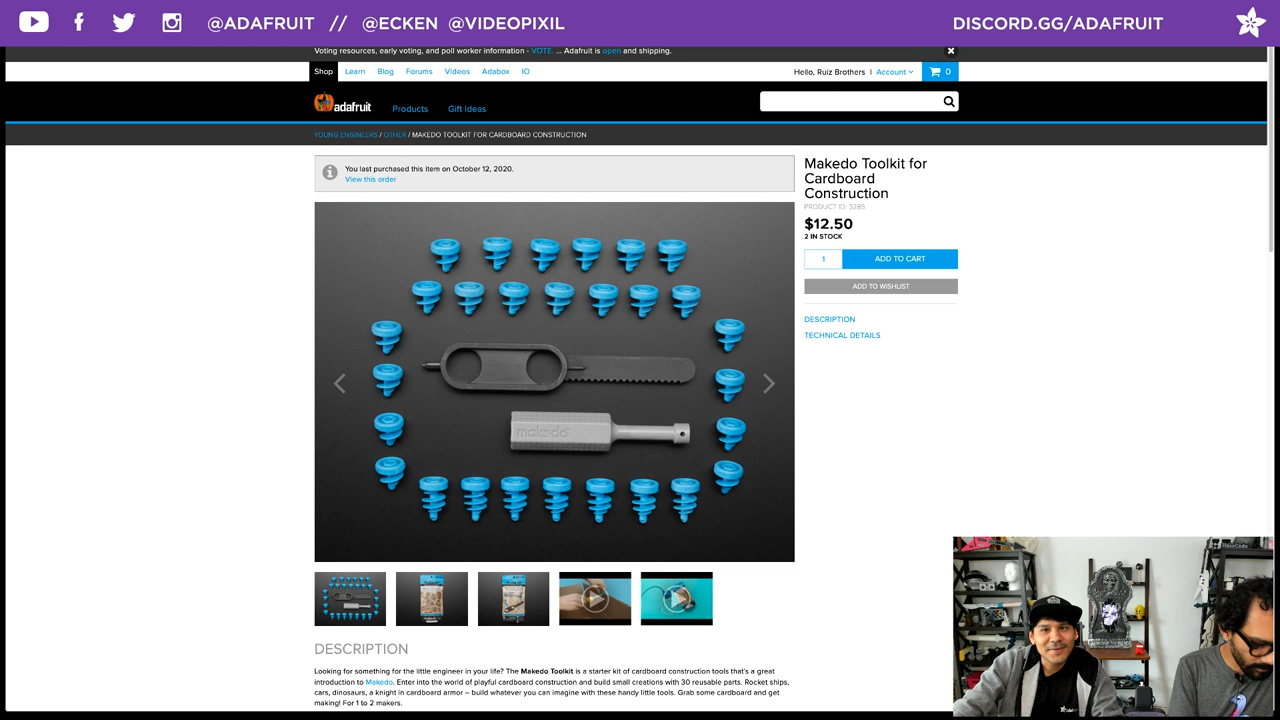 @ADAFRUIT // @ECKEN @VIDEOPIXIL
DISCORD.GG/ADAFRUIT
Voting resources, early voting, and poll worker information - VOTE. ... Adafruit is open and shipping.
Shop Learn Blog Forums Videos Adabox IO
Hello, Ruiz Brothers | Account 0
adafruit Products Gift Ideas
YOUNG ENGINEERS / OTHER / MAKEDO TOOLKIT FOR CARDBOARD CONSTRUCTION
You last purchased this item on October 12, 2020.
View this order
makedo
Makedo Toolkit for
Cardboard
Construction
PRODUCT ID: 3285
$12.50
2 IN STOCK
1 ADD TO CART
ADD TO WISHLIST
DESCRIPTION
TECHNICAL DETAILS
DESCRIPTION
Looking for something for the little engineer in your life? The Makedo Toolkit is a starter kit of cardboard construction tools that's a great
introduction to Makedo. Enter into the world of playful cardboard construction and build small creations with 30 reusable parts. Rocket ships,
cars, dinosaurs, a knight in cardboard armor – build whatever you can imagine with these handy little tools. Grab some cardboard and get
making! For 1 to 2 makers.